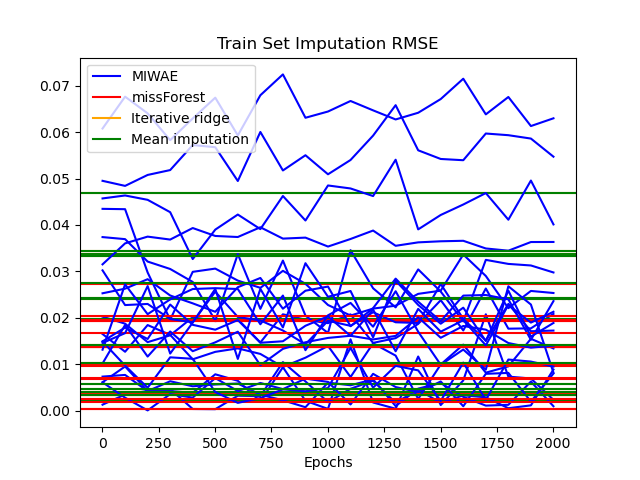 Train Set Imputation RMSE
MIWAE
missForest
Iterative ridge
Mean imputation
0.07
0.06
0.05
0.04
0.03
0.02
0.01
0.00
0 250 500 750 1000 1250 1500 1750 2000
Epochs